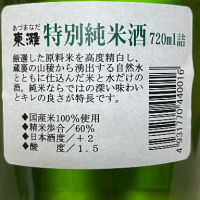 あづまなだ
東灘 特別純米酒 720ml詰
厳選した原料米を高度精白し、
蔵裏の山稜から湧出する自然水
とともに仕込んだ米と水だけの
酒。純米ならではの深い味わい
とキレの良さが特長です。
●国産米100%使用
●精米歩合/60%
●日本酒度/+2
●酸度/1.5
4931770440016